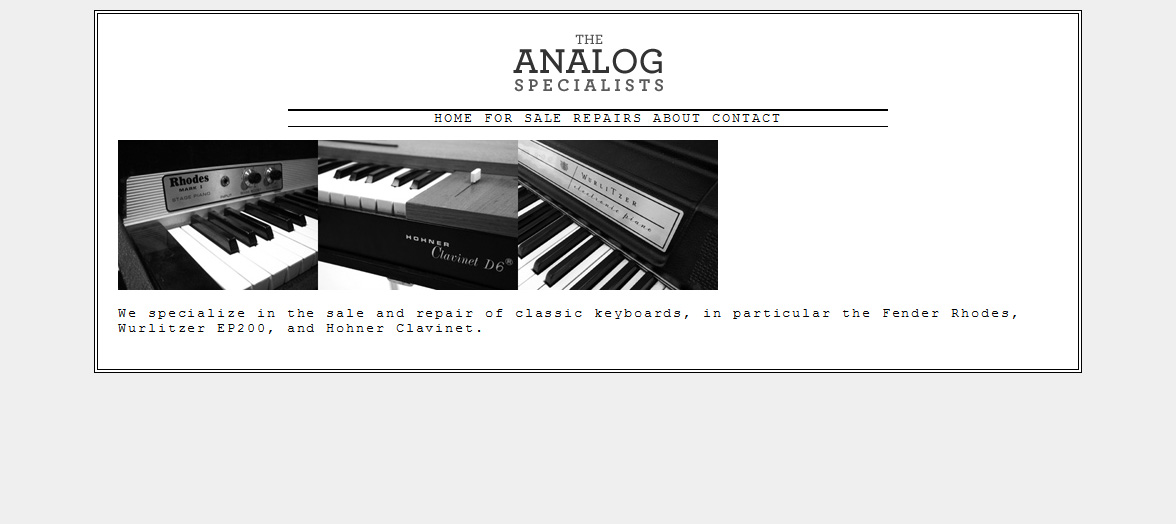 THE
ANALOG
SPECIALISTS
HOME FOR SALE REPAIRS ABOUT CONTACT
Rhodes
MARK I
STAGE PIANO
INPUT
HOHNER
Clavinet D6®
WURLITZER
electronic piano
We specialize in the sale and repair of classic keyboards, in particular the Fender Rhodes,
Wurlitzer EP200, and Hohner Clavinet.